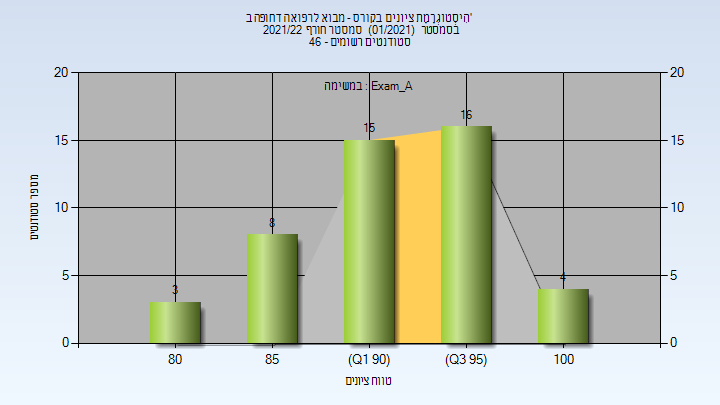 היסטוגרמת ציונים בקורס - מבוא לרפואה דחופה ב'
בסמסטר (01/2021) סמסטר חורף 2021/22
סטודנטים רשומים - 46
במשימה : Exam_A
20 20
15 15
10 10
5 5
0 0
3 8 15 16 4
מספר סטודנטים
80 85 (Q1 90) (Q3 95) 100
טווח ציונים